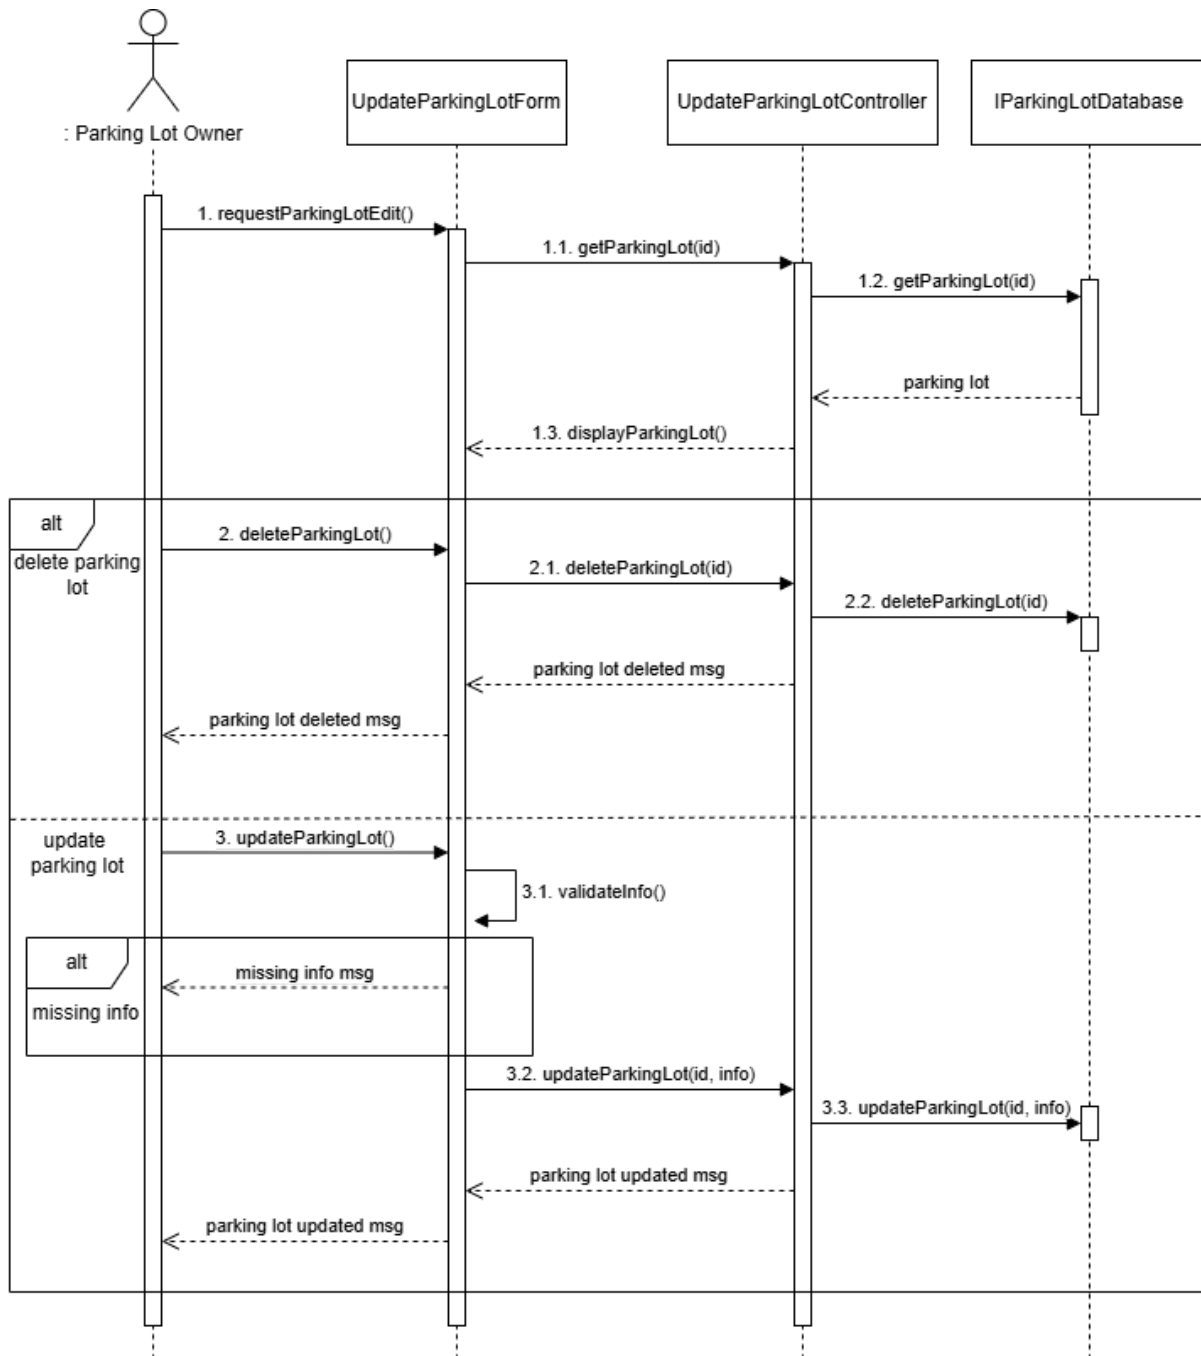 : Parking Lot Owner
UpdateParkingLotForm
UpdateParkingLotController
IParkingLotDatabase
1. requestParkingLotEdit()
1.1. getParkingLot(id)
1.2. getParkingLot(id)
parking lot
1.3. displayParkingLot()
alt
delete parking
lot
2. deleteParkingLot()
2.1. deleteParkingLot(id)
2.2. deleteParkingLot(id)
parking lot deleted msg
parking lot deleted msg
update
parking lot
3. updateParkingLot()
3.1. validateInfo()
alt
missing info
missing info msg
3.2. updateParkingLot(id, info)
3.3. updateParkingLot(id, info)
parking lot updated msg
parking lot updated msg